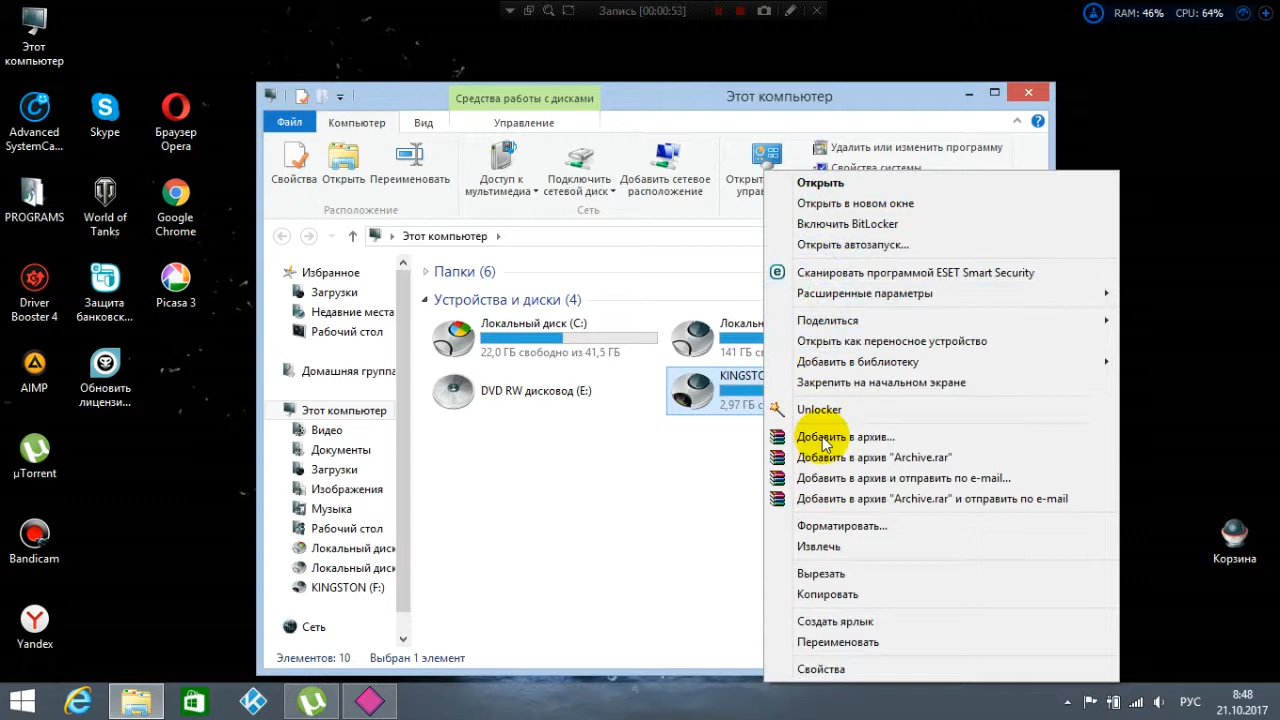 Запись [00:00:53]
RAM: 46% CPU: 64%
Этот
компьютер
Advanced
SystemCa...
Skype
Браузер
Opera
PROGRAMS
World of
Tanks
Google
Chrome
Driver
Booster 4
Защита
банковск...
Picasa 3
AIMP
Обновить
лицензи...
µTorrent
Bandicam
Yandex
Корзина
Средства работы с дисками
Этот компьютер
Файл
Компьютер
Вид
Управление
Свойства
Открыть
Переименовать
Доступ к
мультимедиа
Подключить
сетевой диск
Добавить сетевое
расположение
Удалить или изменить программу
Свойства системы
Расположение
Сеть
Этот компьютер
Избранное
Загрузки
Недавние места
Рабочий стол
Домашняя группа
Этот компьютер
Видео
Документы
Загрузки
Изображения
Музыка
Рабочий стол
Локальный диск
Локальный диск
KINGSTON (F:)
Сеть
Папки (6)
Устройства и диски (4)
Локальный диск (C:)
22,0 ГБ свободно из 41,5 ГБ
141 ГБ
DVD RW дисковод (E:)
KINGSTO
2,97 ГБ
Элементов: 10 Выбран 1 элемент
Открыть
Открыть в новом окне
Включить BitLocker
Открыть автозапуск...
e
Сканировать программой ESET Smart Security
Расширенные параметры
Поделиться
Открыть как переносное устройство
Добавить в библиотеку
Закрепить на начальном экране
Unlocker
Добавить в архив...
Добавить в архив "Archive.rar"
Добавить в архив и отправить по e-mail...
Добавить в архив "Archive.rar" и отправить по e-mail
Форматировать...
Извлечь
Вырезать
Копировать
Создать ярлык
Переименовать
Свойства
РУС
8:48
21.10.2017